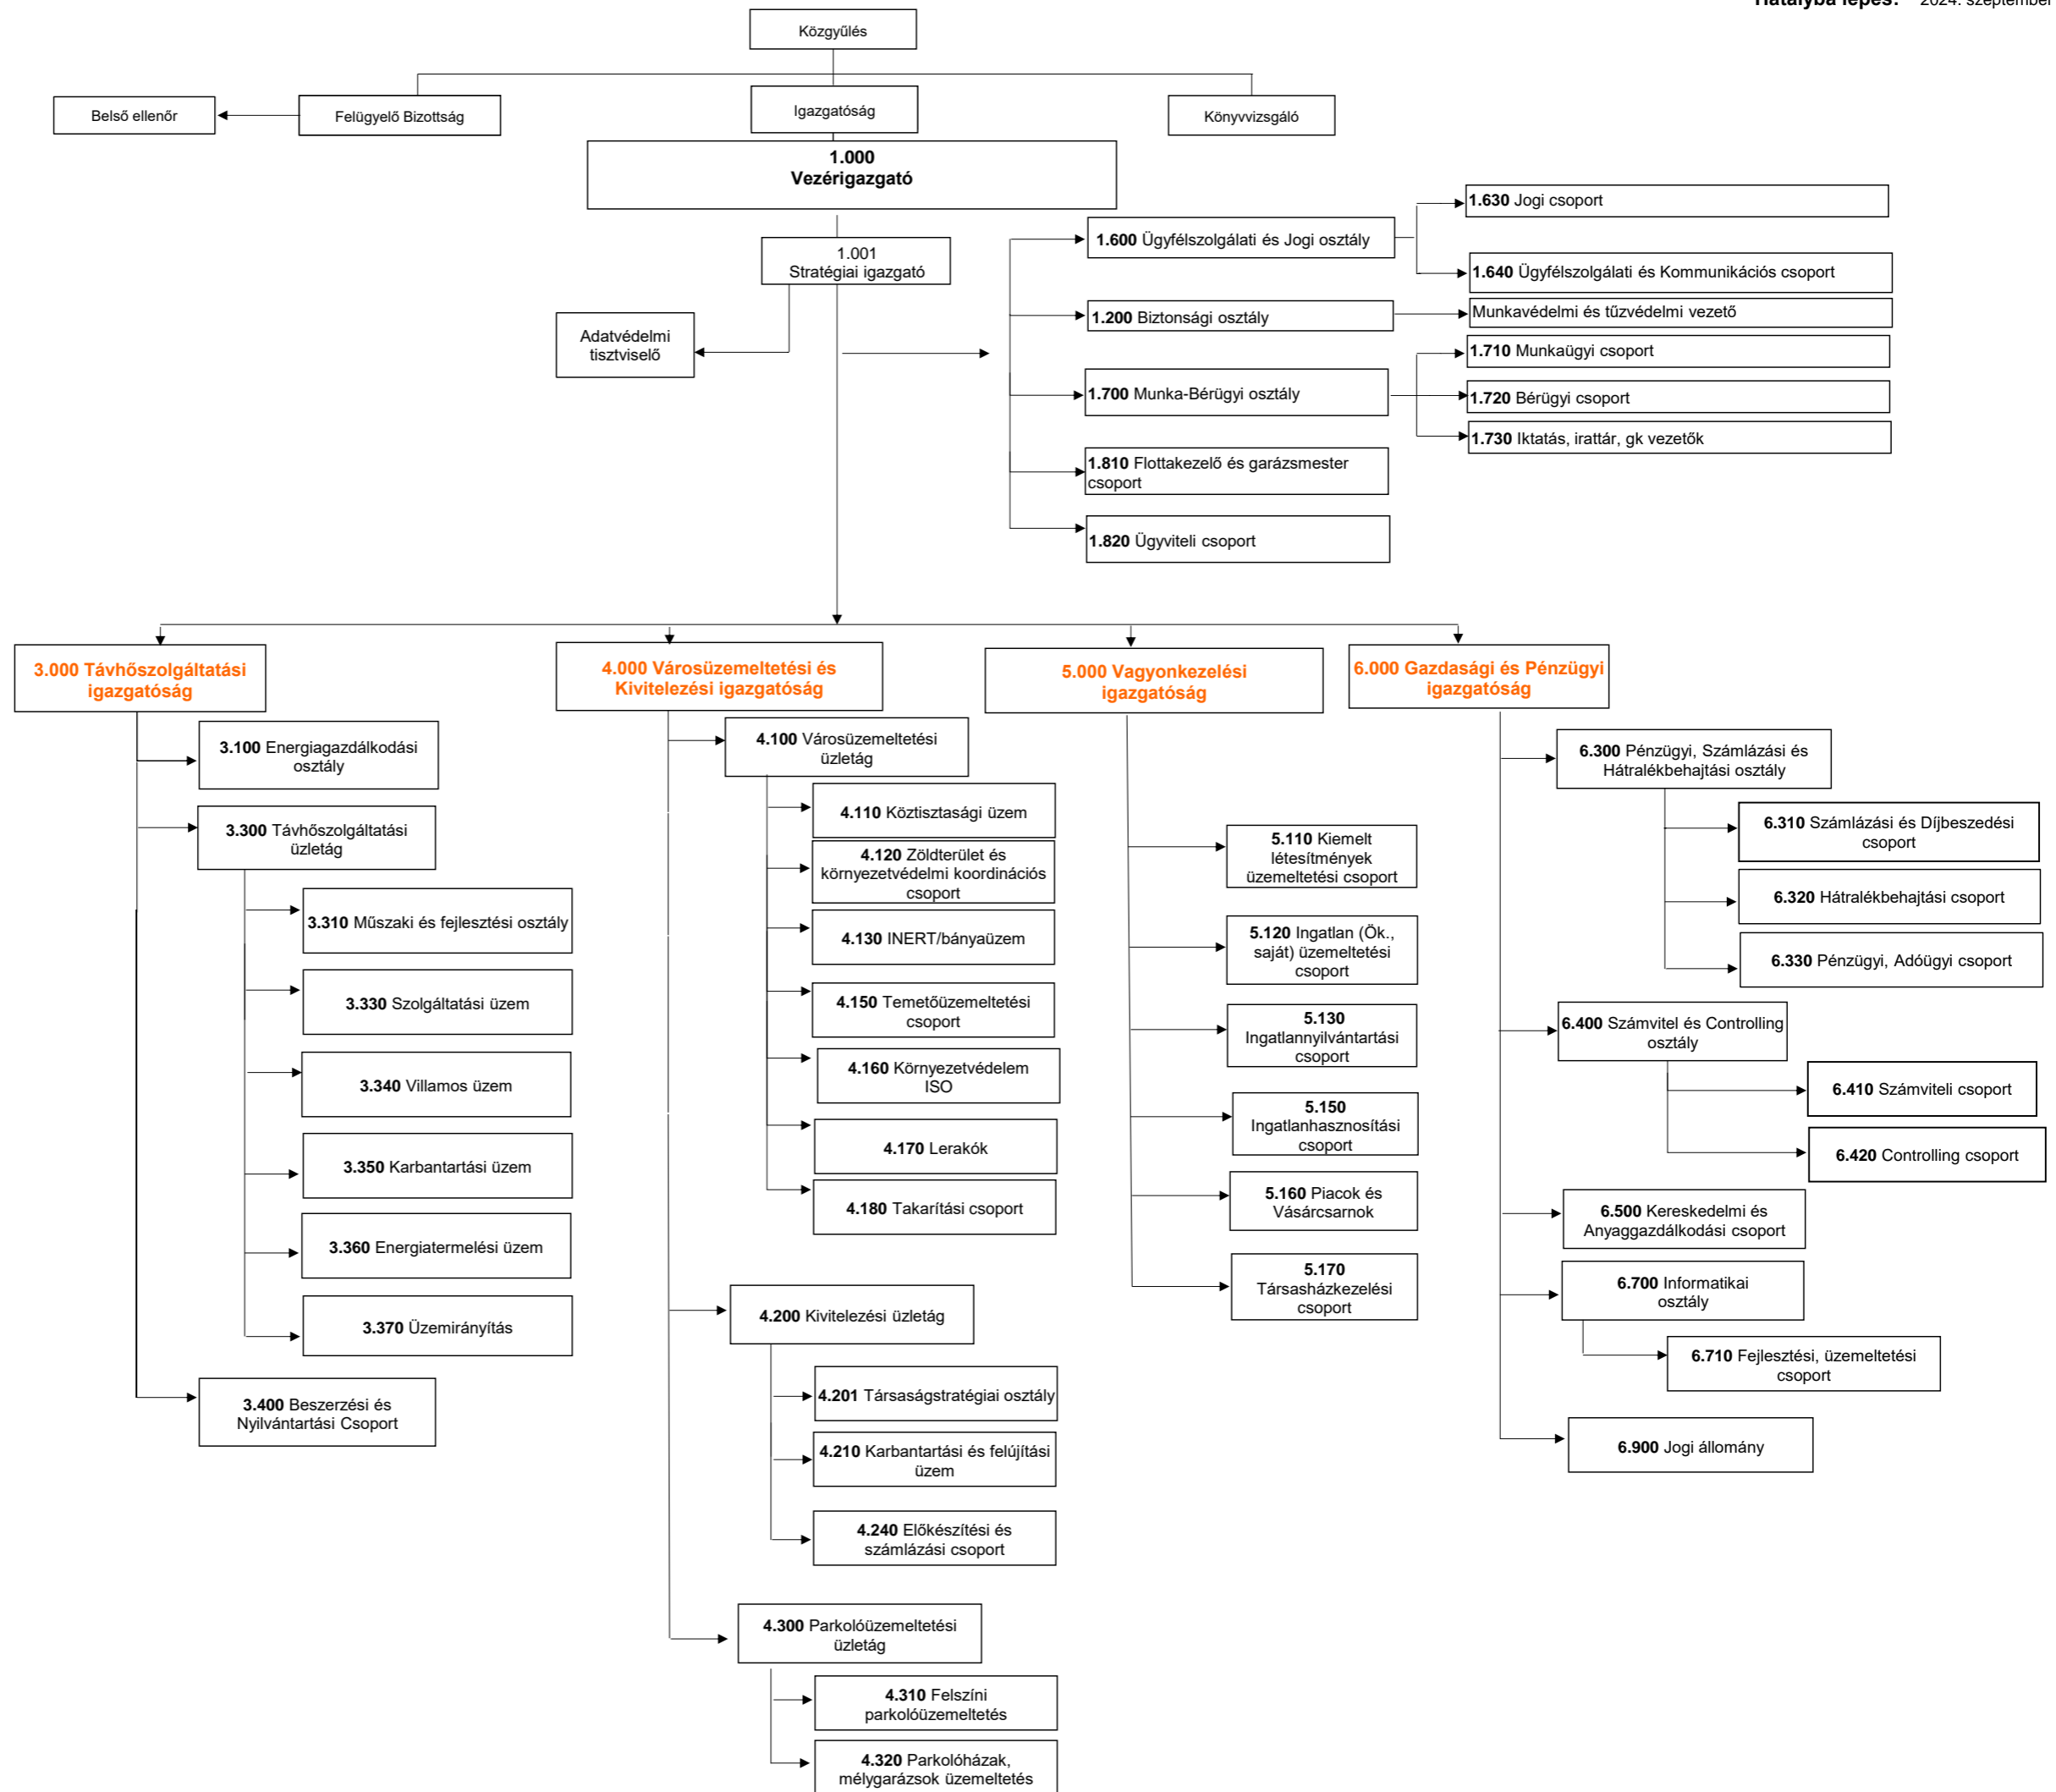 Hatályba lépés: 2024. szeptember
Közgyűlés
Belső ellenőr
Felügyelő Bizottság
Igazgatóság
Könyvvizsgáló
1.000
Vezérigazgató
1.001
Stratégiai igazgató
Adatvédelmi
tisztviselő
1.600 Ügyfélszolgálati és Jogi osztály
1.630 Jogi csoport
1.640 Ügyfélszolgálati és Kommunikációs csoport
1.200 Biztonsági osztály
Munkavédelmi és tűzvédelmi vezető
1.700 Munka-Bérügyi osztály
1.710 Munkaügyi csoport
1.720 Bérügyi csoport
1.730 Iktatás, irattár, gk vezetők
1.810 Flottakezelő és garázsmester
csoport
1.820 Ügyviteli csoport
3.000 Távhőszolgáltatási
igazgatóság
3.100 Energiagazdálkodási
osztály
3.300 Távhőszolgáltatási
üzletág
3.310 Műszaki és fejlesztési osztály
3.330 Szolgáltatási üzem
3.340 Villamos üzem
3.350 Karbantartási üzem
3.360 Energiatermelési üzem
3.370 Üzemirányítás
3.400 Beszerzési és
Nyilvántartási Csoport
4.000 Városüzemeltetési és
Kivitelezési igazgatóság
4.100 Városüzemeltetési
üzletág
4.110 Köztisztasági üzem
4.120 Zöldterület és
környezetvédelmi koordinációs
csoport
4.130 INERT/bányaüzem
4.150 Temetőüzemeltetési
csoport
4.160 Környezetvédelem
ISO
4.170 Lerakók
4.180 Takarítási csoport
4.200 Kivitelezési üzletág
4.201 Társaságstratégiai osztály
4.210 Karbantartási és felújítási
üzem
4.240 Előkészítési és
számlázási csoport
4.300 Parkolóüzemeltetési
üzletág
4.310 Felszíni
parkolóüzemeltetés
4.320 Parkolóházak,
mélygarázsok üzemeltetés
5.000 Vagyonkezelési
igazgatóság
5.110 Kiemelt
létesítmények
üzemeltetési csoport
5.120 Ingatlan (Ök.,
saját) üzemeltetési
csoport
5.130
Ingatlannyilvántartási
csoport
5.150
Ingatlanhasznosítási
csoport
5.160 Piacok és
Vásárcsarnok
5.170
Társasházkezelési
csoport
6.000 Gazdasági és Pénzügyi
igazgatóság
6.300 Pénzügyi, Számlázási és
Hátralékbehajtási osztály
6.310 Számlázási és Díjbeszedési
csoport
6.320 Hátralékbehajtási csoport
6.330 Pénzügyi, Adóügyi csoport
6.400 Számvitel és Controlling
osztály
6.410 Számviteli csoport
6.420 Controlling csoport
6.500 Kereskedelmi és
Anyaggazdálkodási csoport
6.700 Informatikai
osztály
6.710 Fejlesztési, üzemeltetési
csoport
6.900 Jogi állomány